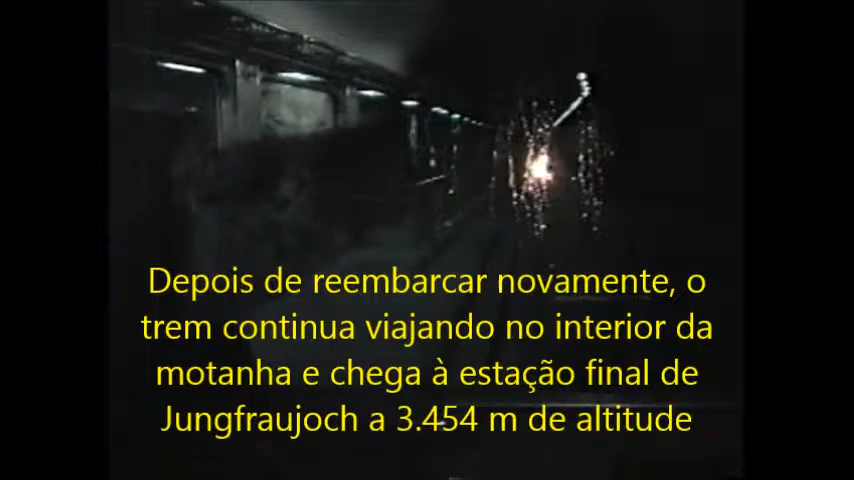 Depois de reembarcar novamente, o
trem continua viajando no interior da
motanha e chega à estação final de
Jungfraujoch a 3.454 m de altitude